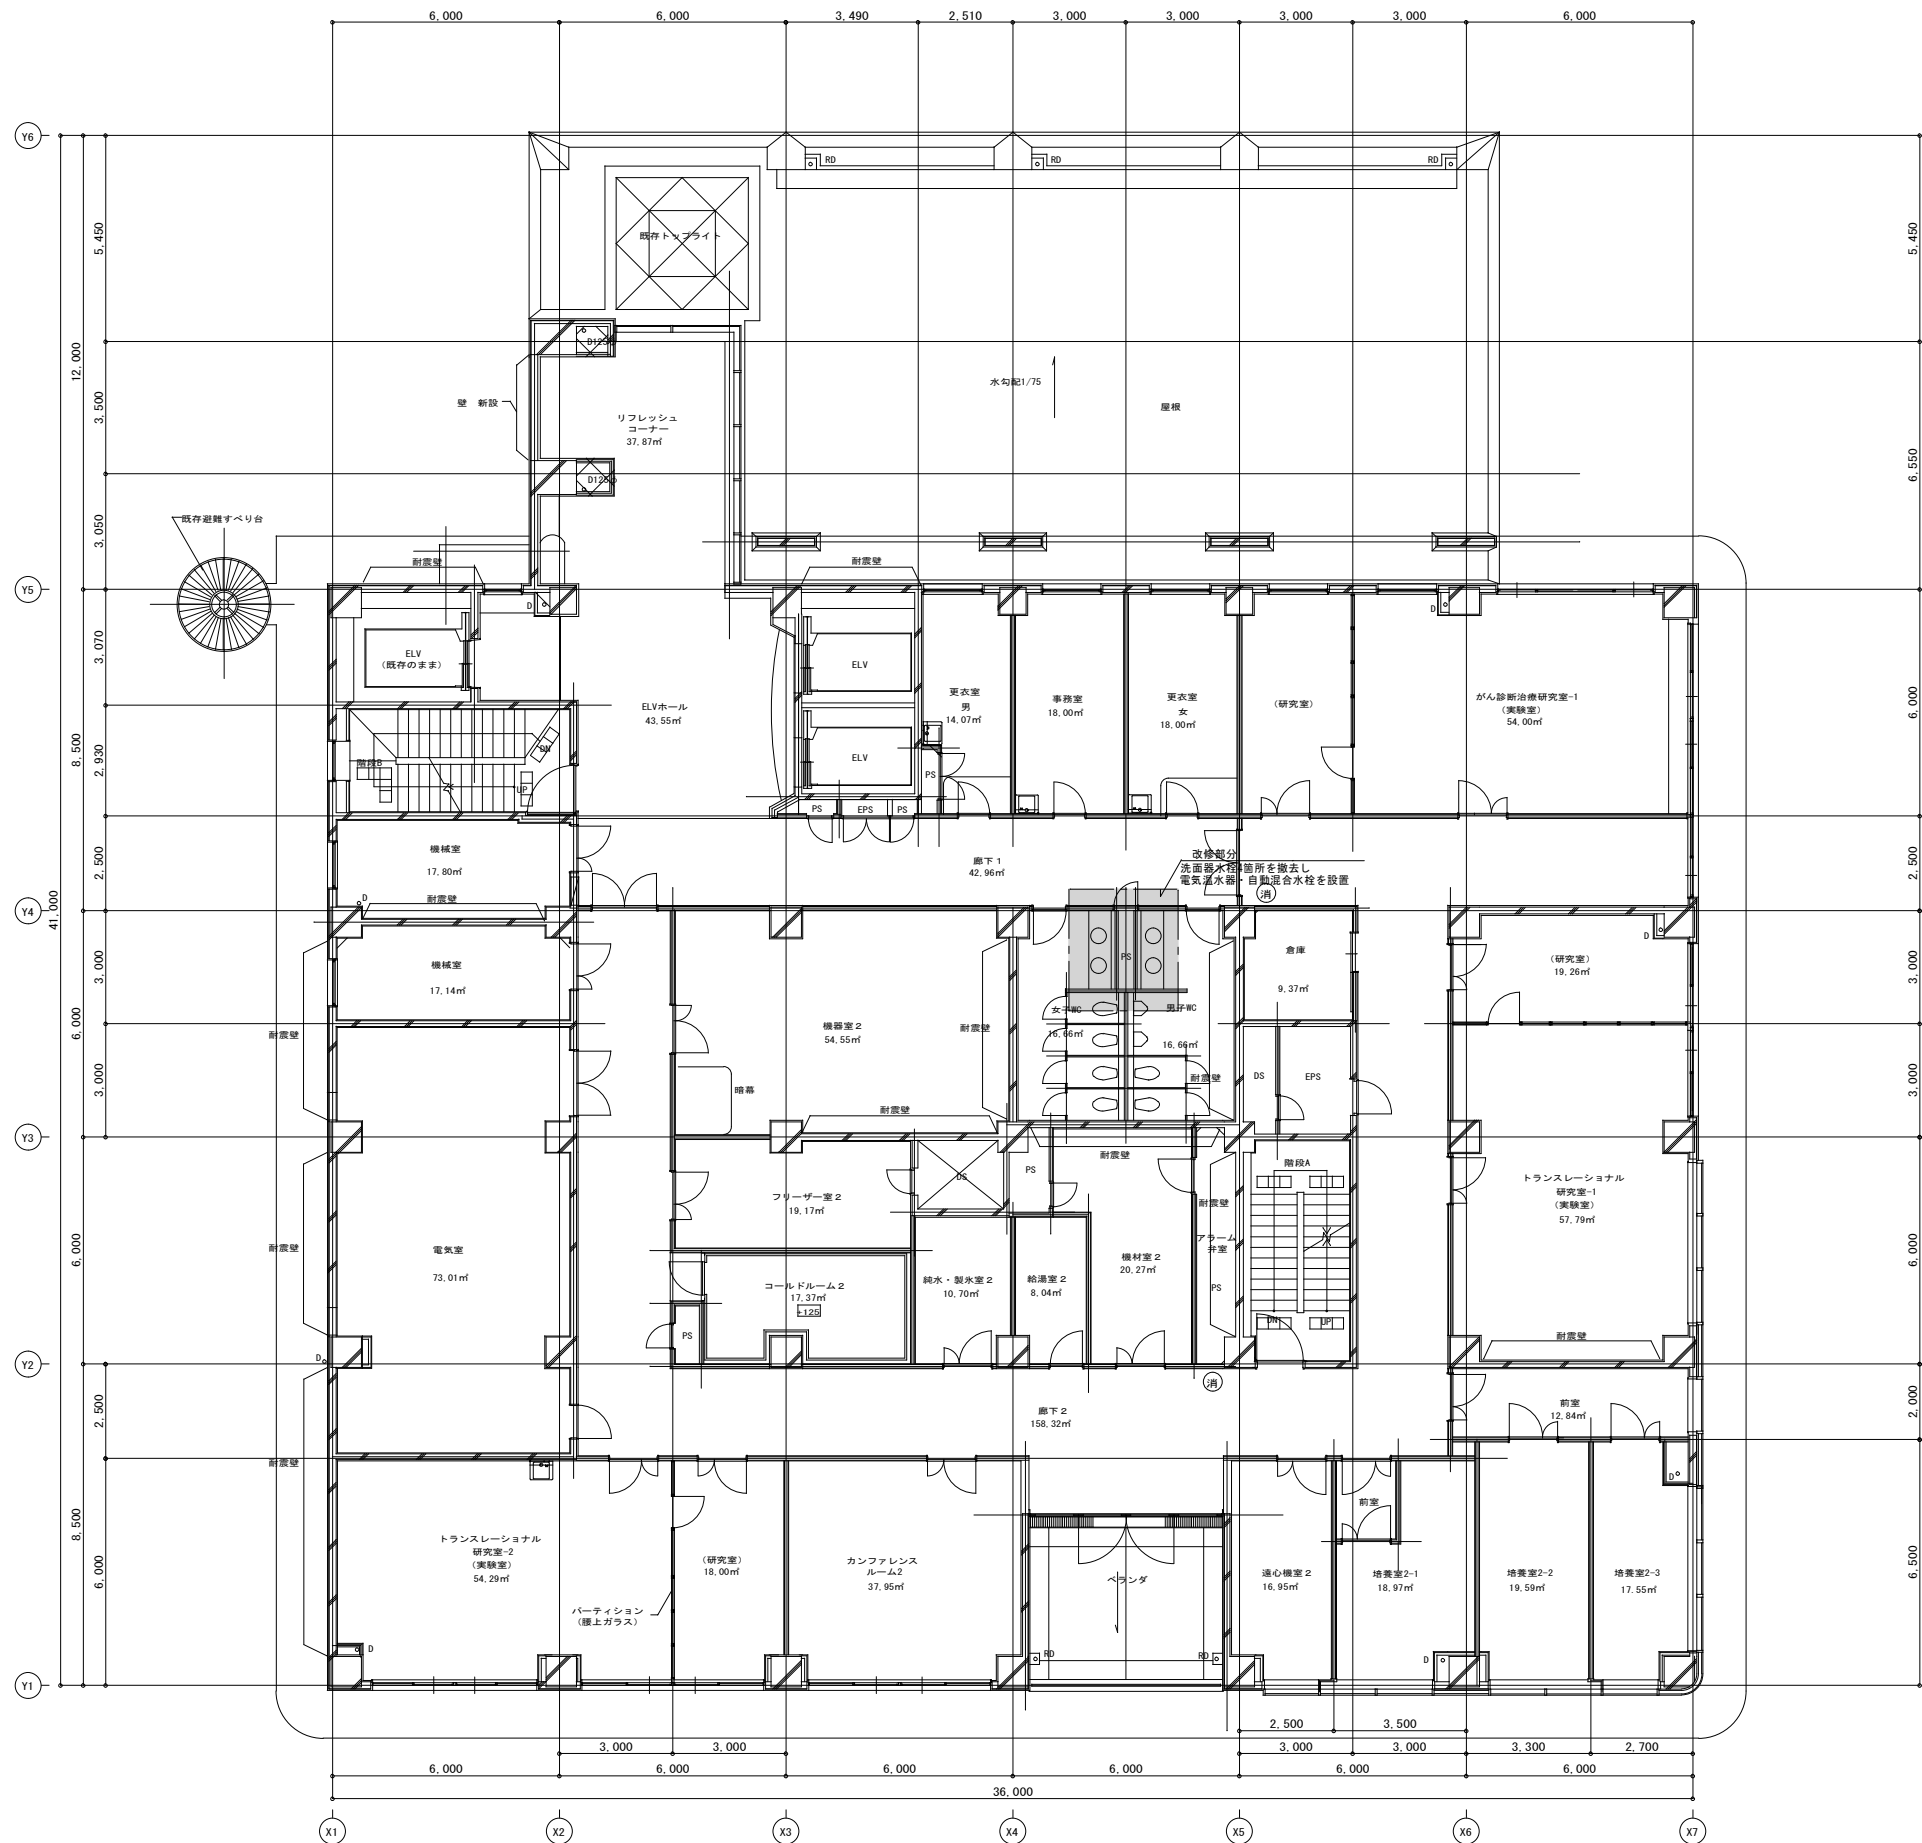 6,000
6,000
3,490
2,510
3,000
3,000
3,000
3,000
6,000
Y6
RD
RD
RD
既存トップライト
5,450
5,450
12,000
D125φ
水勾配1/75
屋根
壁 新設
リフレッシュ
コーナー
37,87㎡
3,500
6,550
D125φ
既存避難すべり台
3,050
耐震壁
耐震壁
Y5
D
D
3,070
ELV
(既存のまま)
ELV
ELVホール
43,55㎡
更衣室
男
14,07㎡
事務室
18,00㎡
更衣室
女
18,00㎡
(研究室)
がん診断治療研究室-1
(実験室)
54,00㎡
6,000
8,500
2,930
階段B
DN
UP
ELV
PS
PS
EPS
PS
機械室
17,80㎡
2,500
廊下1
42,96㎡
改修部分
洗面器水栓4箇所を撤去し
電気温水器・自動混合水栓を設置
2,500
41,000
D
耐震壁
消
Y4
機械室
17,14㎡
3,000
PS
倉庫
9,37㎡
D
(研究室)
19,26㎡
3,000
耐震壁
6,000
機器室2
54,55㎡
耐震壁
女子WC
16,66㎡
男子WC
16,66㎡
3,000
暗幕
耐震壁
耐震壁
DS
EPS
3,000
Y3
耐震壁
PS
耐震壁
階段A
フリーザー室2
19,17㎡
DS
耐震壁
トランスレーショナル
研究室-1
(実験室)
57,79㎡
6,000
耐震壁
電気室
73,01㎡
アラーム
弁室
機材室2
20,27㎡
6,000
コールドルーム2
17,37㎡
+125
純水・製氷室2
10,70㎡
給湯室2
8,04㎡
PS
PS
DN
UP
耐震壁
D
Y2
消
2,500
廊下2
158,32㎡
前室
12,84㎡
2,000
耐震壁
D
前室
8,500
6,000
トランスレーショナル
研究室-2
(実験室)
54,29㎡
(研究室)
18,00㎡
カンファレンス
ルーム2
37,95㎡
ベランダ
遠心機室2
16,95㎡
培養室2-1
18,97㎡
培養室2-2
19,59㎡
培養室2-3
17.55㎡
6,500
パーティション
(腰上ガラス)
D
RD
RD
D
Y1
2,500
3,500
3,000
3,000
3,000
3,000
3,300
2,700
6,000
6,000
6,000
6,000
6,000
6,000
36,000
X1
X2
X3
X4
X5
X6
X7